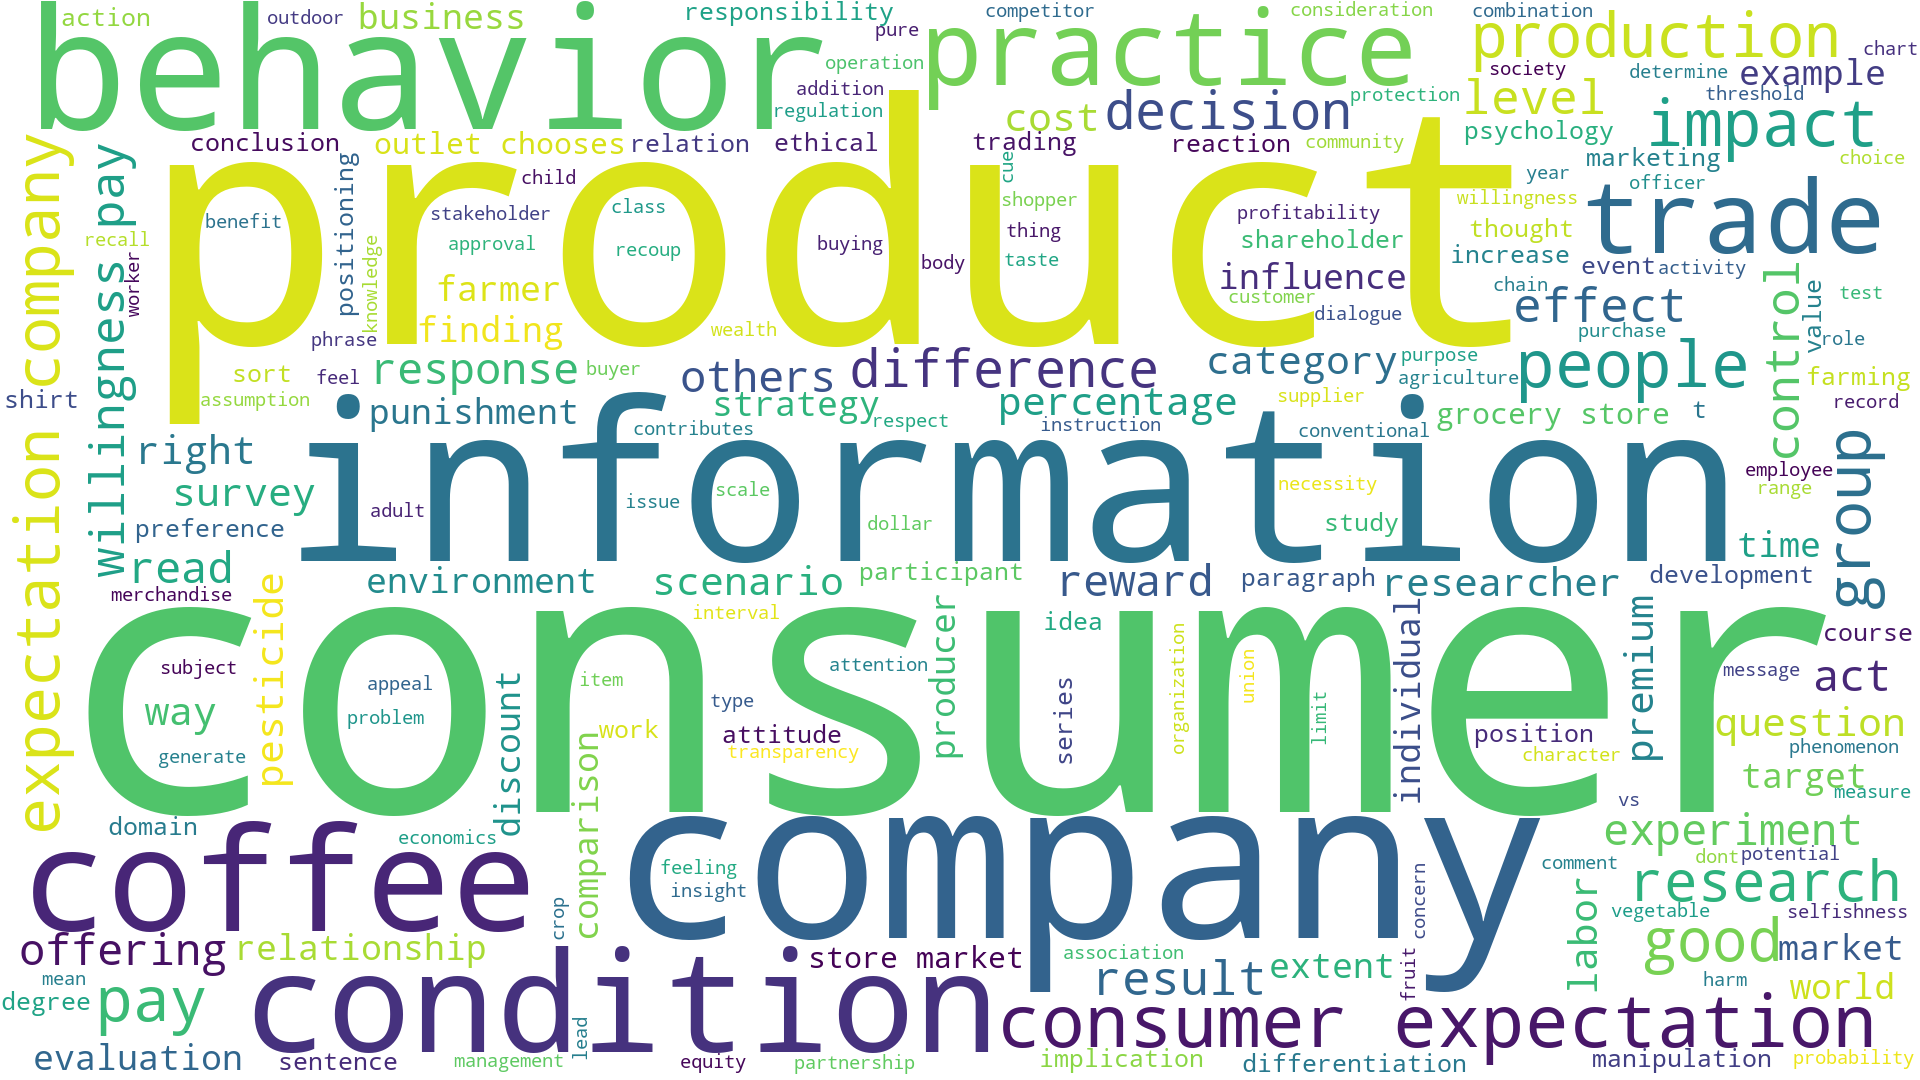 action
outdoor
business
responsibility
competitor
consideration
combination
behavior
pure
practice
production
chart
operation
society
determine
example
addition
regulation
cost
decision
protection
level
threshold
impact
conclusion
outlet chooses
relation
ethical
trading
reaction
community
psychology
marketing
choice
expectation company
willingness pay
product
positioning
child
cue
year
officer
trade
benefit
stakeholder
class
shopper
profitability
willingness
recall
approval
recoup
buying
thing
shareholder
thought
worker
knowledge
body
taste
increase
event
activity
farmer
influence
customer
chain
control
value
test
phrase
finding
wealth
dialogue
effect
purchase
role
sort
feel
response
buyer
others
difference
category
purpose
agriculture
people
farming
shirt
assumption
punishment
strategy
percentage
supplier
grocery store
t
record
contributes
respect
instruction
conventional
right
information
group
survey
adult
issue
scale
necessity
employee
range
preference
dollar
study
read
time
merchandise
environment
scenario
participant
reward
paragraph
researcher
development
pesticide
interval
producer
idea
organization
individual
premium
course
consumer
subject
appeal
item
attention
union
message
act
way
problem
discount
type
series
limit
question
work
attitude
position
generate
comparison
transparency
character
phenomenon
target
vs
measure
domain
economics
experiment
coffee
company
feeling
insight
comment
dont
potential
concern
labor
research
crop
vegetable
selfishness
offering
relationship
store market
association
good
market
mean
condition
result
extent
fruit
harm
world
degree
pay
lead
consumer expectation
evaluation
sentence
management
equity
partnership
implication
differentiation
manipulation
probability